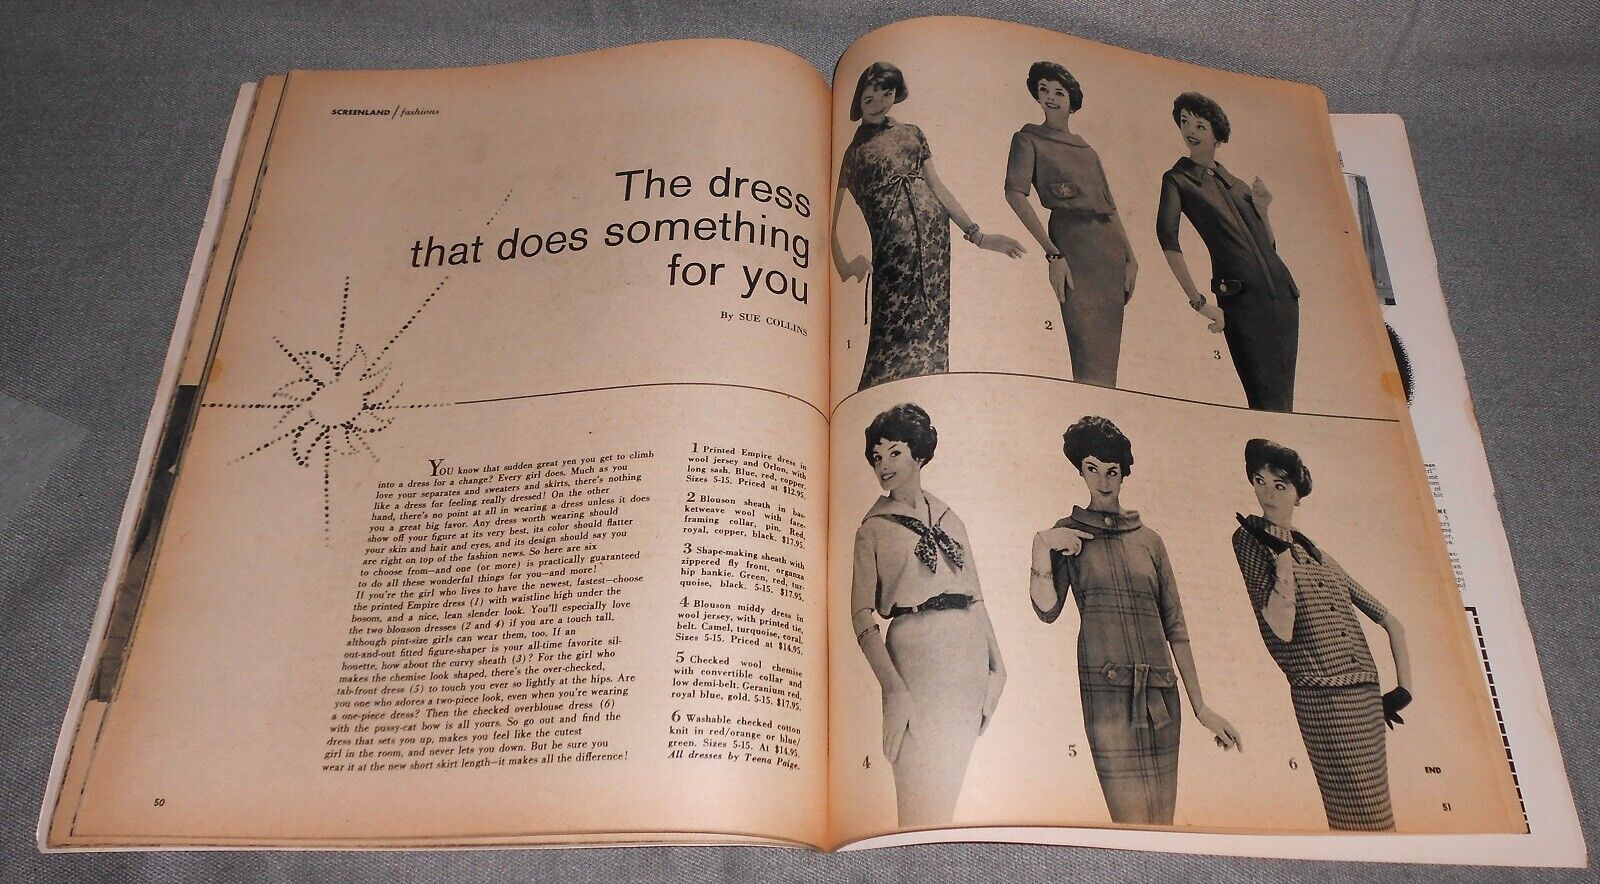 SCREENLAND / fashions
The dress
that does something
for you
By SUE COLLINS
YOU know that sudden great yen you get to climb
into a dress for a change? Every girl does. Much as you
love your separates and sweaters and skirts, there's nothing
like a dress for feeling really dressed! On the other
hand, there's no point at all in wearing a dress unless it does
you a great big favor. Any dress worth wearing should
show off your figure at its very best, its color should flatter
your skin and hair and eyes, and its design should say you
are right on top of the fashion news. So here are six
to choose from—and one (or more) is practically guaranteed
to do all these wonderful things for you—and more!
If you're the girl who lives to have the newest, fastest—choose
the printed Empire dress (1) with waistline high under the
bosom, and a nice, lean slender look. You'll especially love
the two blouson dresses (2 and 4) if you are a touch tall,
although pint-size girls can wear them, too. If an
out-and-out fitted figure-shaper is your all-time favorite sil-
houette, how about the curvy sheath (3)? For the girl who
makes the chemise look shaped, there's the over-checked,
tab-front dress (5) to touch you ever so lightly at the hips. Are
you one who adores a two-piece look, even when you're wearing
a one-piece dress? Then the checked overblouse dress (6)
with the pussy-cat bow is all yours. So go out and find the
dress that sets you up, makes you feel like the cutest
girl in the room, and never lets you down. But be sure you
wear it at the new short skirt length—it makes all the difference!
1 Printed Empire dress in
wool jersey and Orlon, with
long sash. Blue, red, copper.
Sizes 5-15. Priced at $12.95.
2 Blouson sheath in bas-
ketweave wool with face-
framing collar, pin. Red,
royal, copper, black. $17.95.
3 Shape-making sheath with
zippered fly front, organza
hip hankie. Green, red, tur-
quoise, black. 5-15. $17.95.
4 Blouson middy dress in
wool jersey, with printed tie,
belt. Camel, turquoise, coral.
Sizes 5-15. Priced at $14.95.
5 Checked wool chemise
with convertible collar and
low demi-belt. Geranium red,
royal blue, gold. 5-15. $17.95.
6 Washable checked cotton
knit in red/orange or blue/
green. Sizes 5-15. At $14.95.
All dresses by Teena Paige.
50
1
2
3
4
5
6
END
51